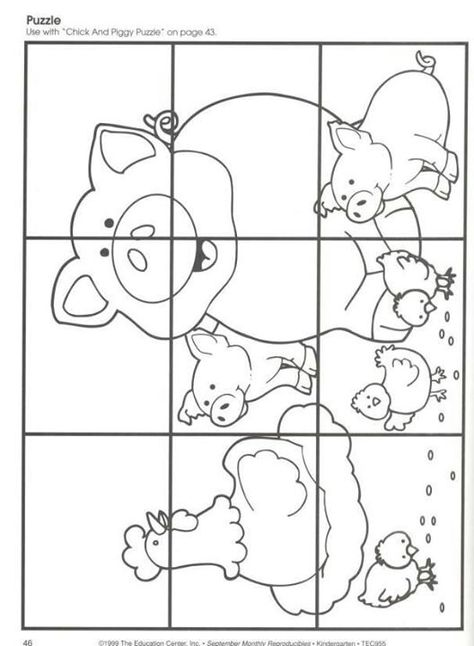 Puzzle
Use with "Chick And Piggy Puzzle" on page 43.
46
©1999 The Education Center, Inc. • September Monthly Reproducibles • Kindergarten • TEC955